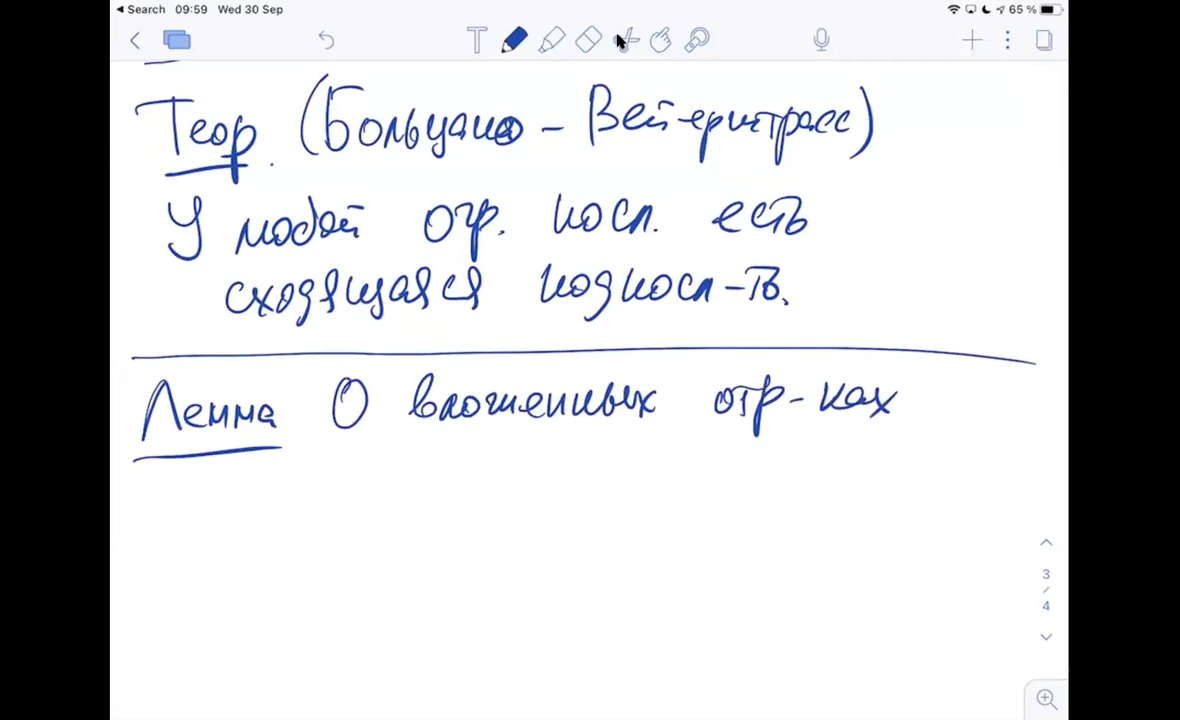 Search 09:59 Wed 30 Sep 65 %
T
Теор. (Больцано - Вейерштрасс)
У любой огр. посл. есть
сходящаяся подпосл-ть.
Лемма О вложенных отр-ках
3
/
4